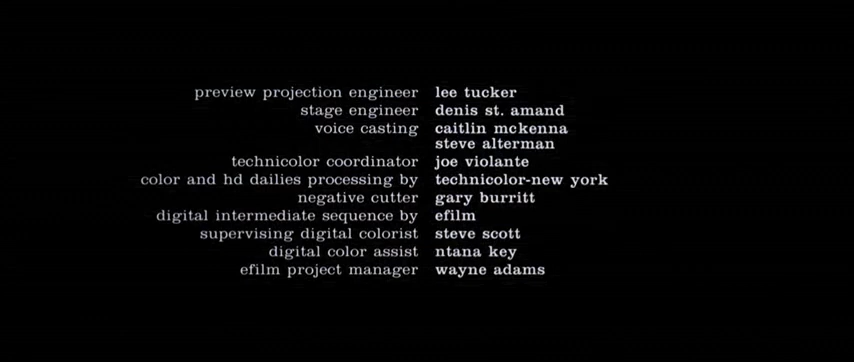 preview projection engineer lee tucker
stage engineer denis st. amand
voice casting caitlin mckenna
steve alterman
technicolor coordinator joe violante
color and hd dailies processing by technicolor-new york
negative cutter gary burritt
digital intermediate sequence by efilm
supervising digital colorist steve scott
digital color assist ntana key
efilm project manager wayne adams